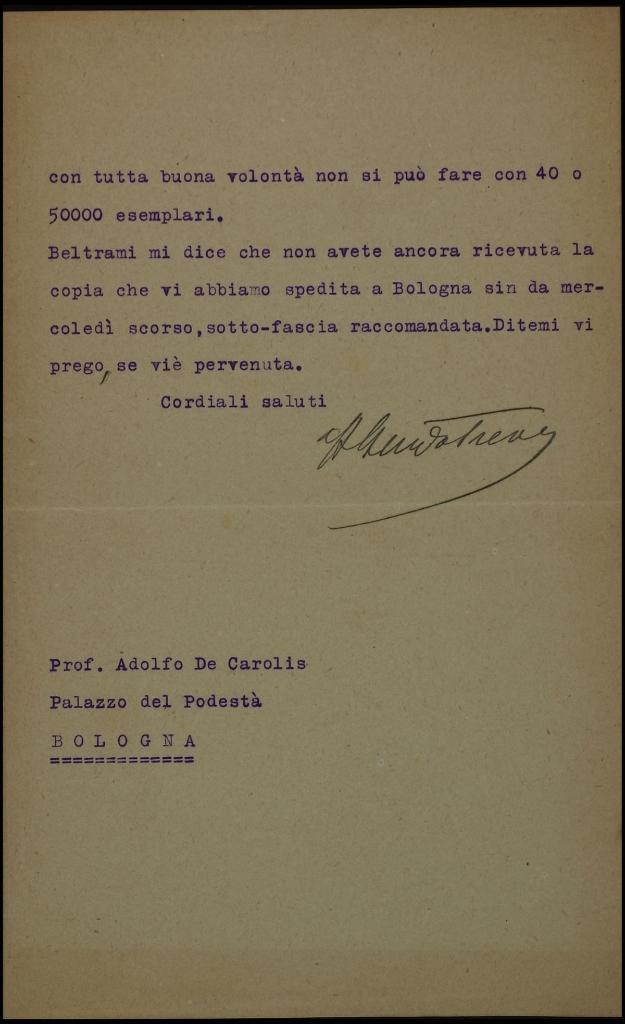 con tutta buona volontà non si può fare con 40 o
50000 esemplari.
Beltrami mi dice che non avete ancora ricevuta la
copia che vi abbiamo spedita a Bologna sin da mer-
coledì scorso,sotto-fascia raccomandata.Ditemi vi
prego, se viè pervenuta.
Cordiali saluti
Prof. Adolfo De Carolis
Palazzo del Podestà
B O L O G N A
=============